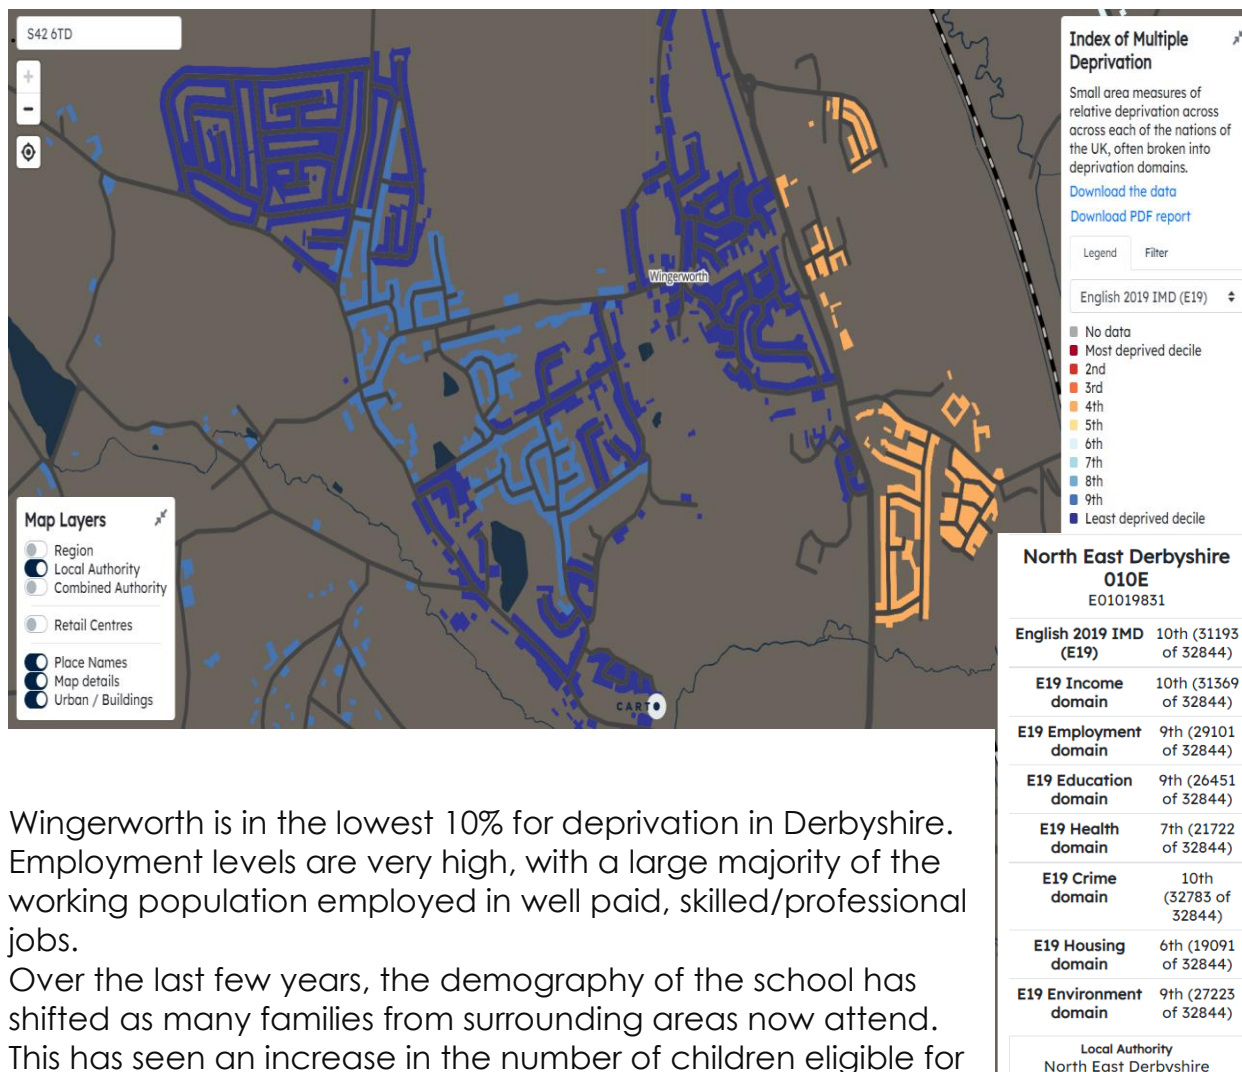 S42 6TD
+
-
Wingerworth
CARTO
Index of Multiple
Deprivation
Small area measures of
relative deprivation across
across each of the nations of
the UK, often broken into
deprivation domains.
Download the data
Download PDF report
Legend Filter
English 2019 IMD (E19)
No data
Most deprived decile
2nd
3rd
4th
5th
6th
7th
8th
9th
Least deprived decile
Map Layers
Region
Local Authority
Combined Authority
Retail Centres
Place Names
Map details
Urban / Buildings
North East Derbyshire
010E
E01019831
English 2019 IMD 10th (31193
(E19) of 32844)
E19 Income 10th (31369
domain of 32844)
E19 Employment 9th (29101
domain of 32844)
E19 Education 9th (26451
domain of 32844)
E19 Health 7th (21722
domain of 32844)
E19 Crime 10th
domain (32783 of
32844)
E19 Housing 6th (19091
domain of 32844)
E19 Environment 9th (27223
domain of 32844)
Local Authority
North East Derbyshire
Wingerworth is in the lowest 10% for deprivation in Derbyshire.
Employment levels are very high, with a large majority of the
working population employed in well paid, skilled/professional
jobs.
Over the last few years, the demography of the school has
shifted as many families from surrounding areas now attend.
This has seen an increase in the number of children eligible for